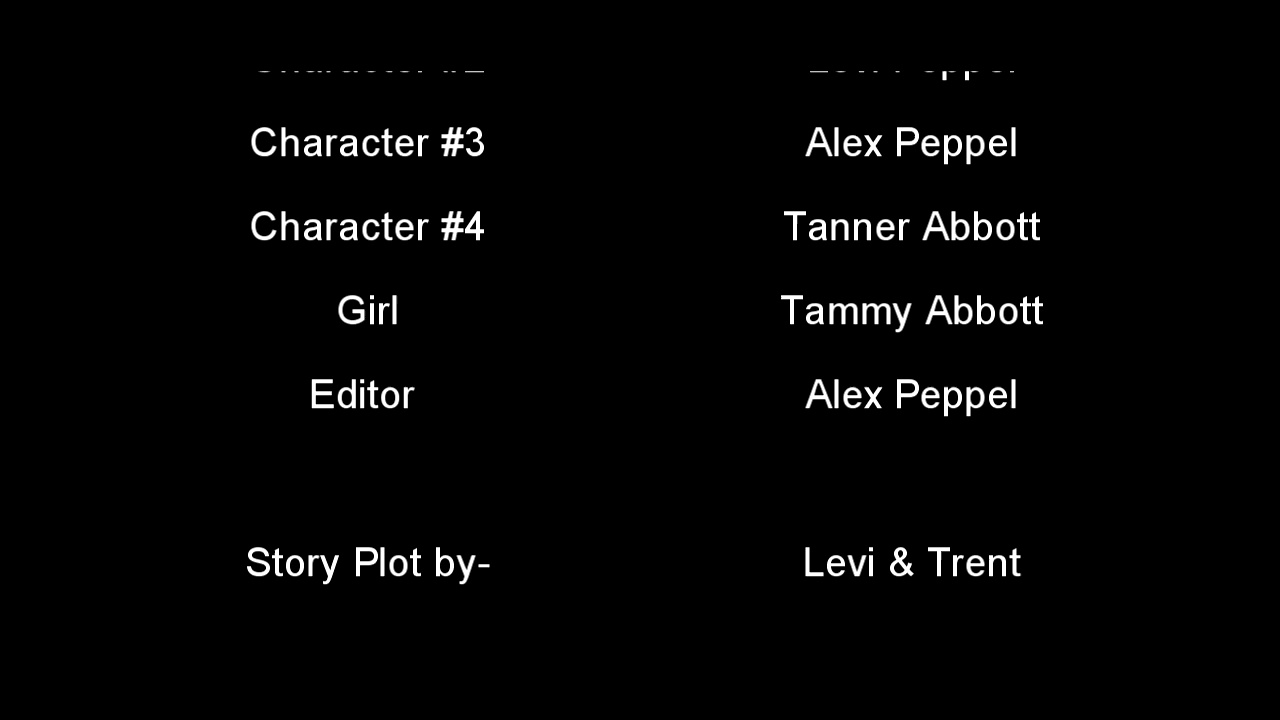 Character #3 Alex Peppel
Character #4 Tanner Abbott
Girl Tammy Abbott
Editor Alex Peppel
Story Plot by- Levi & Trent